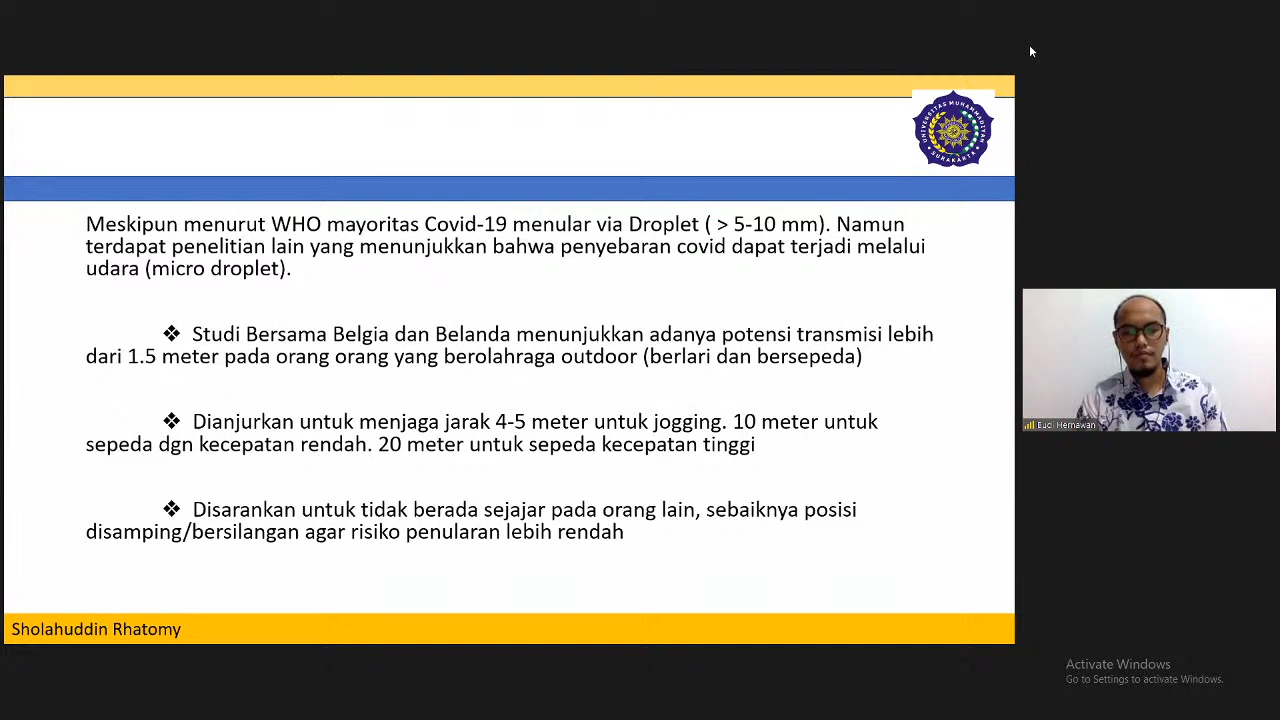 UNIVERSITAS MUHAMMADIYAH
SURAKARTA
Meskipun menurut WHO mayoritas Covid-19 menular via Droplet ( > 5-10 mm). Namun
terdapat penelitian lain yang menunjukkan bahwa penyebaran covid dapat terjadi melalui
udara (micro droplet).
❖ Studi Bersama Belgia dan Belanda menunjukkan adanya potensi transmisi lebih
dari 1.5 meter pada orang orang yang berolahraga outdoor (berlari dan bersepeda)
❖ Dianjurkan untuk menjaga jarak 4-5 meter untuk jogging. 10 meter untuk
sepeda dgn kecepatan rendah. 20 meter untuk sepeda kecepatan tinggi
❖ Disarankan untuk tidak berada sejajar pada orang lain, sebaiknya posisi
disamping/bersilangan agar risiko penularan lebih rendah
Sholahuddin Rhatomy
Budi Hernawan
Activate Windows
Go to Settings to activate Windows.